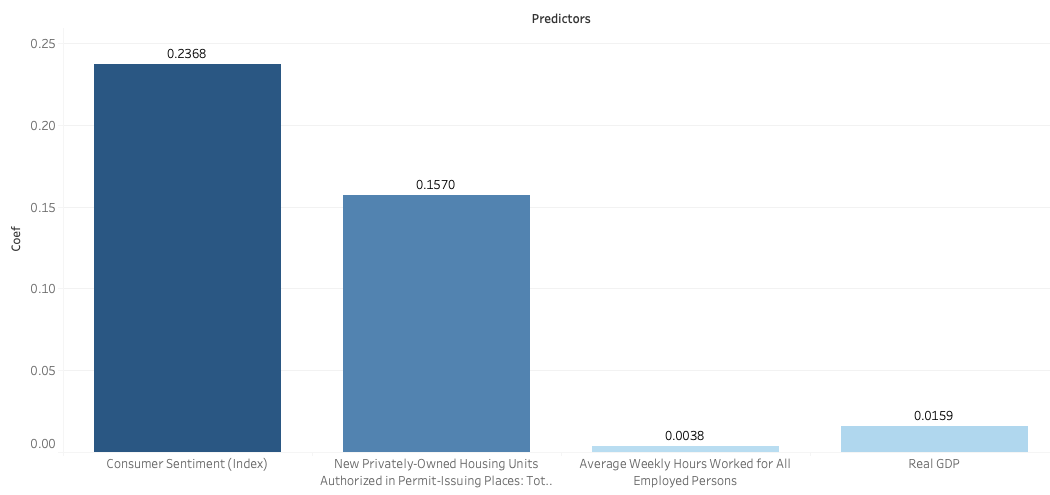 Predictors
0.25
0.20
0.15
0.10
0.05
0.00
Coef
0.2368
0.1570
0.0038
0.0159
Consumer Sentiment (Index)
New Privately-Owned Housing Units
Authorized in Permit-Issuing Places: Tot..
Average Weekly Hours Worked for All
Employed Persons
Real GDP